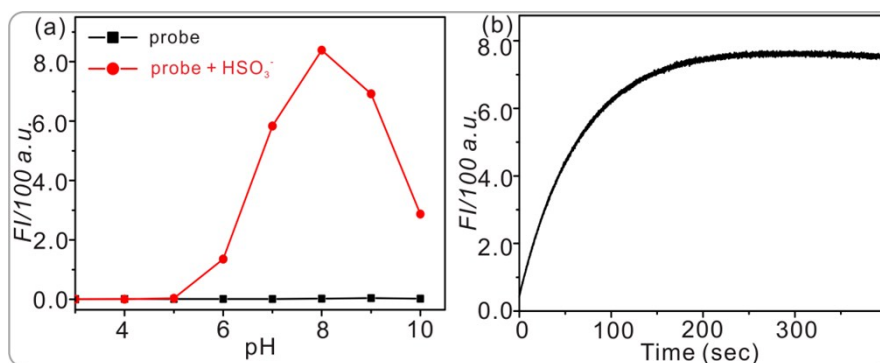 (a)
probe
probe + HSO₃⁻
FI/100 a.u.
8.0
6.0
4.0
2.0
0.0
4 6 8 10
pH
(b)
FI/100 a.u.
8.0
6.0
4.0
2.0
0.0
0 100 200 300
Time (sec)